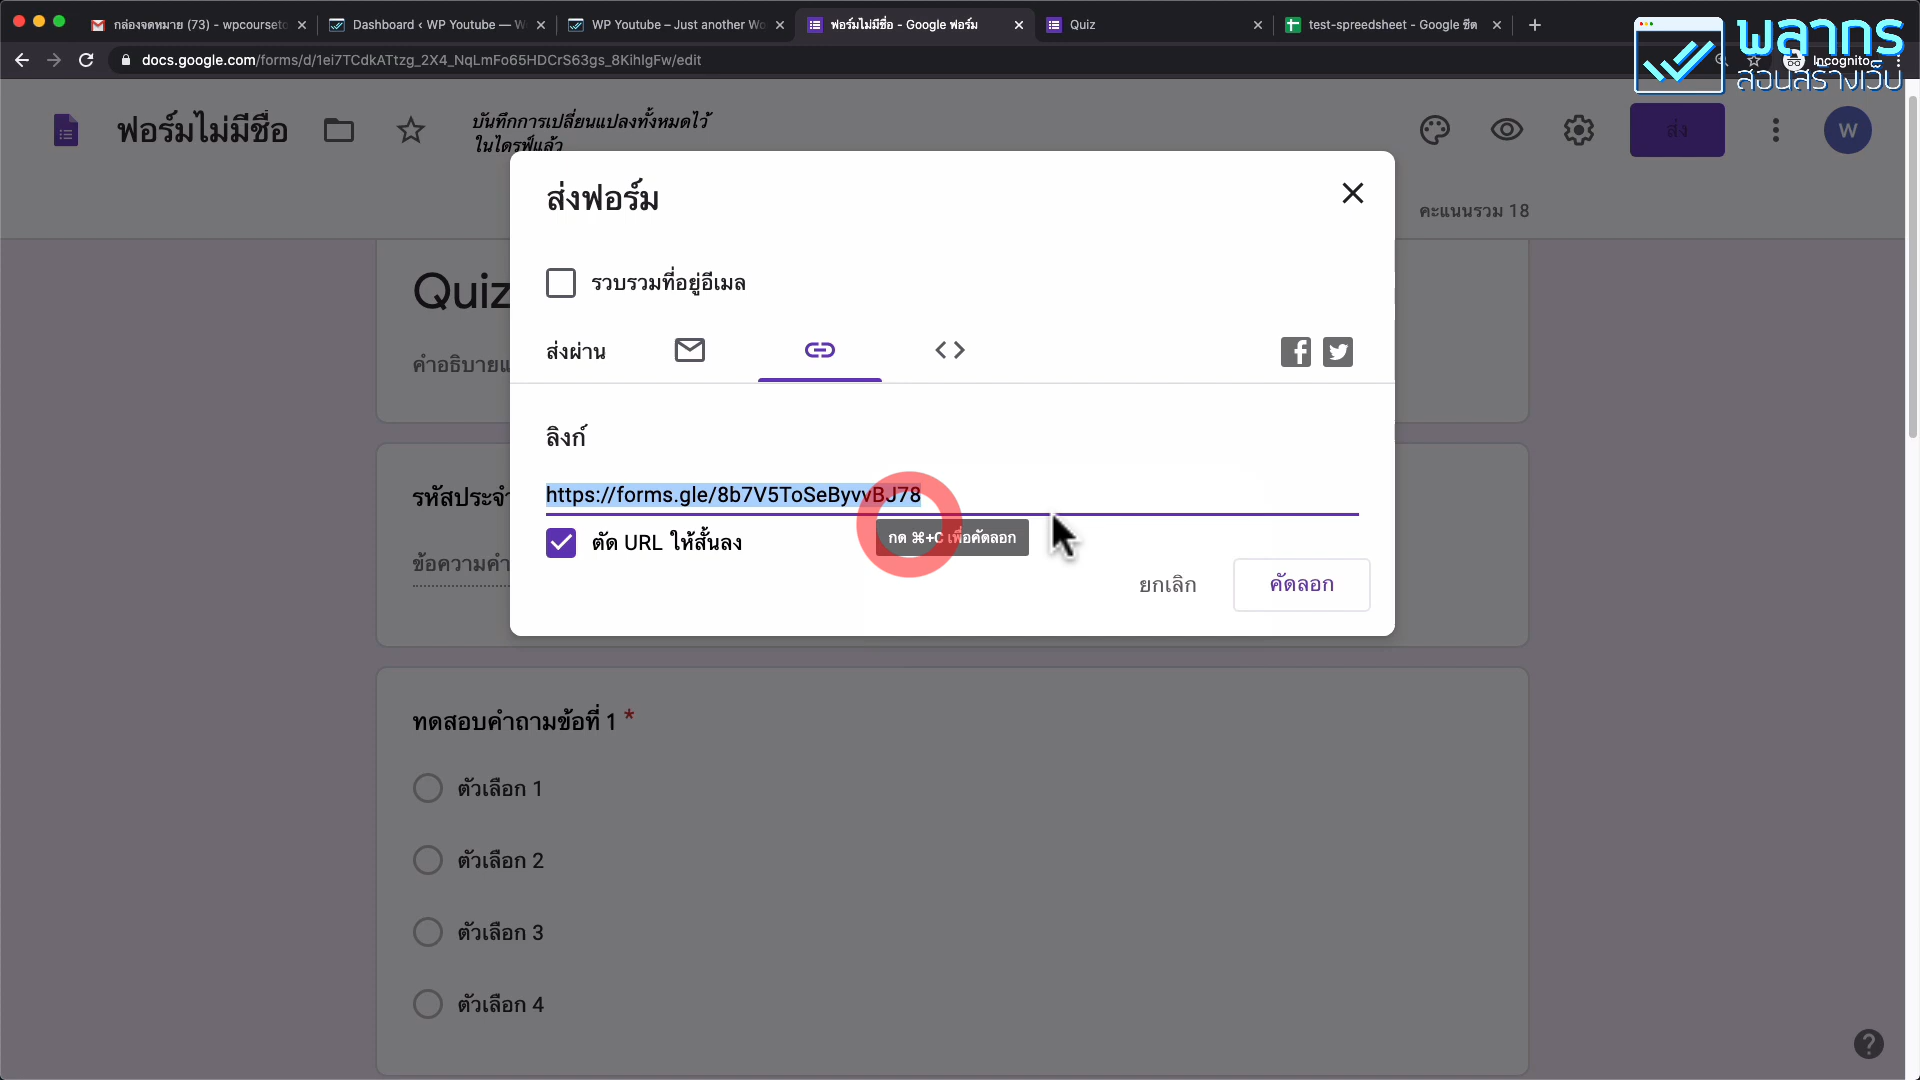 กล่องจดหมาย (73) - wpcourseto
Dashboard ‹ WP Youtube — W
WP Youtube – Just another Wo
ฟอร์มไม่มีชื่อ - Google ฟอร์ม
Quiz
test-spreedsheet - Google ชีต
docs.google.com/forms/d/1ei7TCdkATtzg_2X4_NqLmFo65HDCrS63gs_8KihlgFw/edit
Incognito
พลากร
สอนสร้างเว็บ
ฟอร์มไม่มีชื่อ
บันทึกการเปลี่ยนแปลงทั้งหมดไว้
ในไดรฟ์แล้ว
ส่ง
W
ส่งฟอร์ม
คะแนนรวม 18
รวบรวมที่อยู่อีเมล
Quiz
ส่งผ่าน
คำอธิบาย
ลิงก์
https://forms.gle/8b7V5ToSeByvvBJ78
รหัสประจำ
กด ⌘+C เพื่อคัดลอก
ตัด URL ให้สั้นลง
ข้อความคำ
ยกเลิก
คัดลอก
ทดสอบคำถามข้อที่ 1 *
ตัวเลือก 1
ตัวเลือก 2
ตัวเลือก 3
ตัวเลือก 4